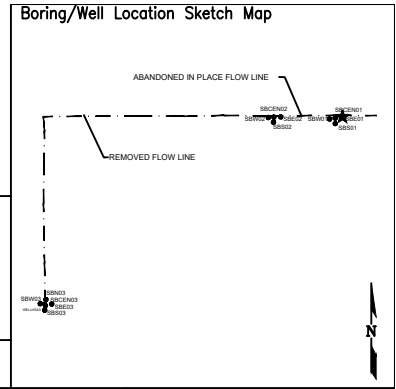 Boring/Well Location Sketch Map
ABANDONED IN PLACE FLOW LINE
SBCEN02
SBCEN01
SBW02
SBE02
SBW01
SBE01
SBS02
SBS01
REMOVED FLOW LINE
SBN03
SBW03
SBCEN03
SBE03
WELLHEAD
SBS03
N